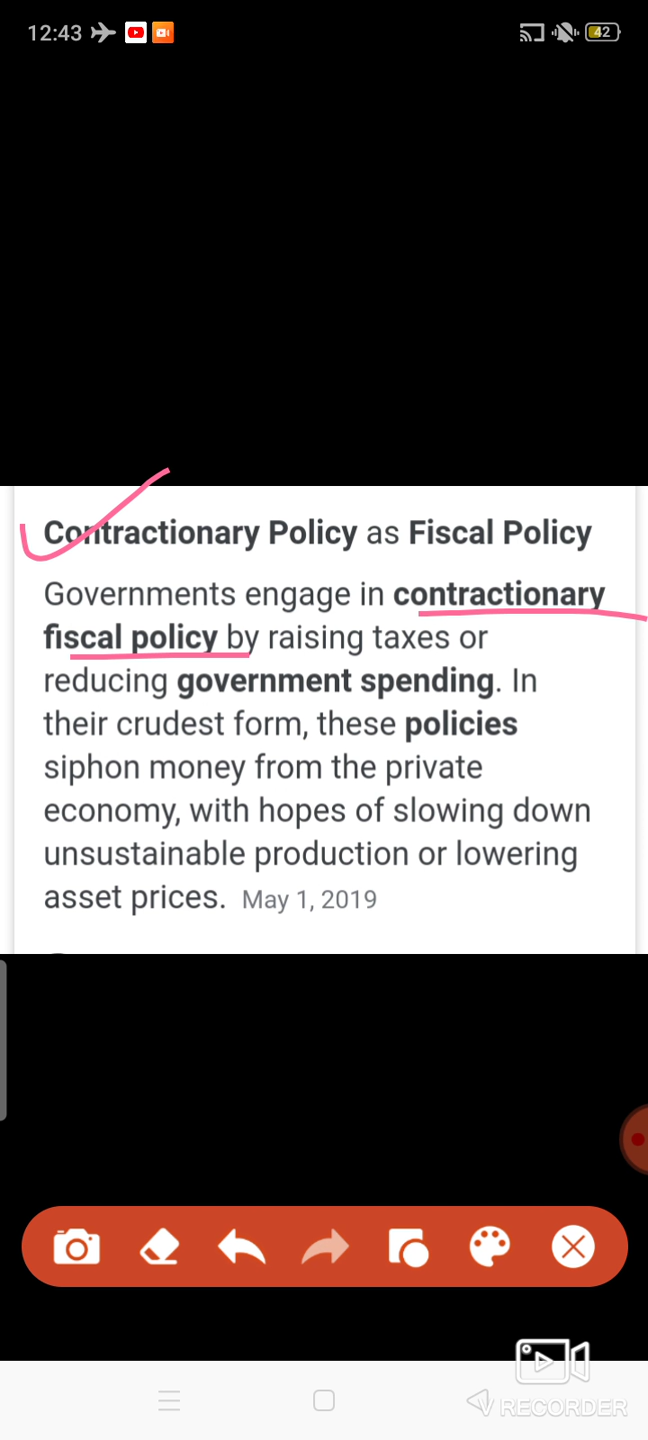 12:43
42
Contractionary Policy as Fiscal Policy
Governments engage in contractionary
fiscal policy by raising taxes or
reducing government spending. In
their crudest form, these policies
siphon money from the private
economy, with hopes of slowing down
unsustainable production or lowering
asset prices. May 1, 2019
RECORDER